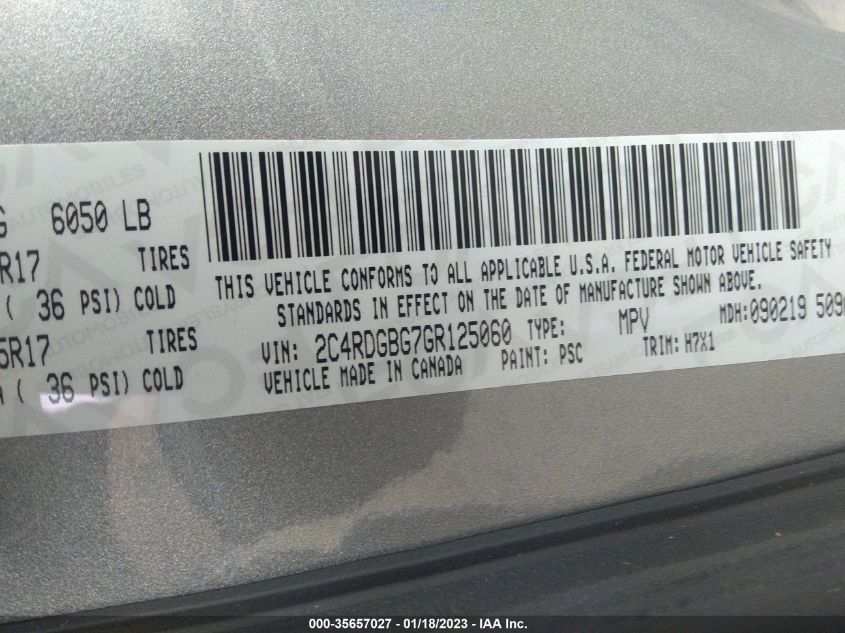 G 6050 LB
R17 TIRES
( 36 PSI) COLD
5R17 TIRES
( 36 PSI) COLD
THIS VEHICLE CONFORMS TO ALL APPLICABLE U.S.A. FEDERAL MOTOR VEHICLE SAFETY
STANDARDS IN EFFECT ON THE DATE OF MANUFACTURE SHOWN ABOVE.
VIN: 2C4RDGBG7GR125060 TYPE: MPV MDH:090219 509
VEHICLE MADE IN CANADA PAINT: PSC TRIM: H7X1
000-35657027 - 01/18/2023 - IAA Inc.